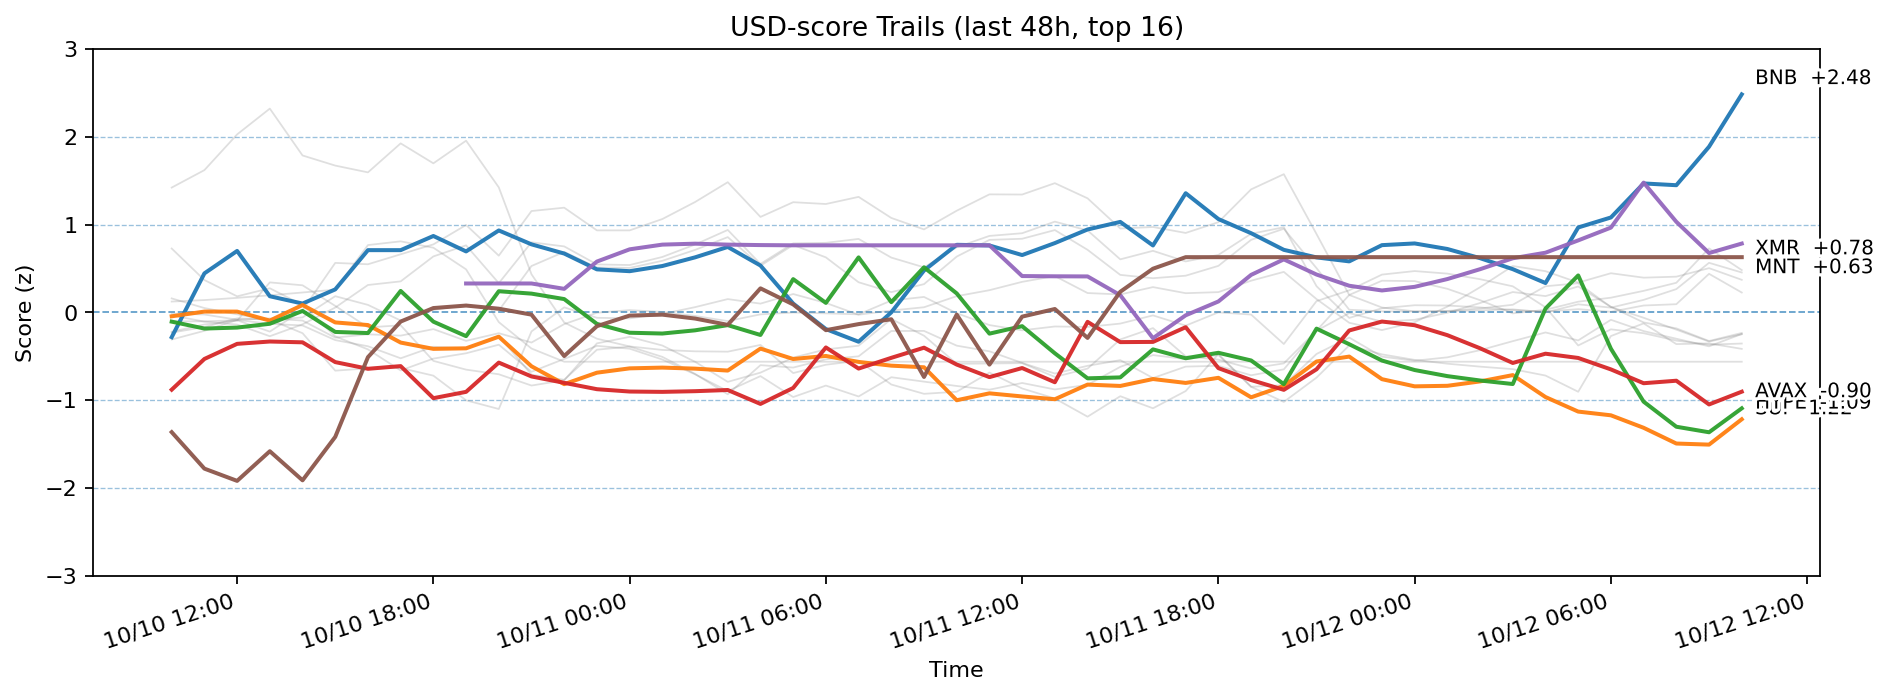 USD-score Trails (last 48h, top 16)
3
2
1
0
−1
−2
−3
Score (z)
BNB +2.48
XMR +0.78
MNT +0.63
AVAX -0.90
HYPE -1.09
10/10 12:00
10/10 18:00
10/11 00:00
10/11 06:00
10/11 12:00
10/11 18:00
10/12 00:00
10/12 06:00
10/12 12:00
Time